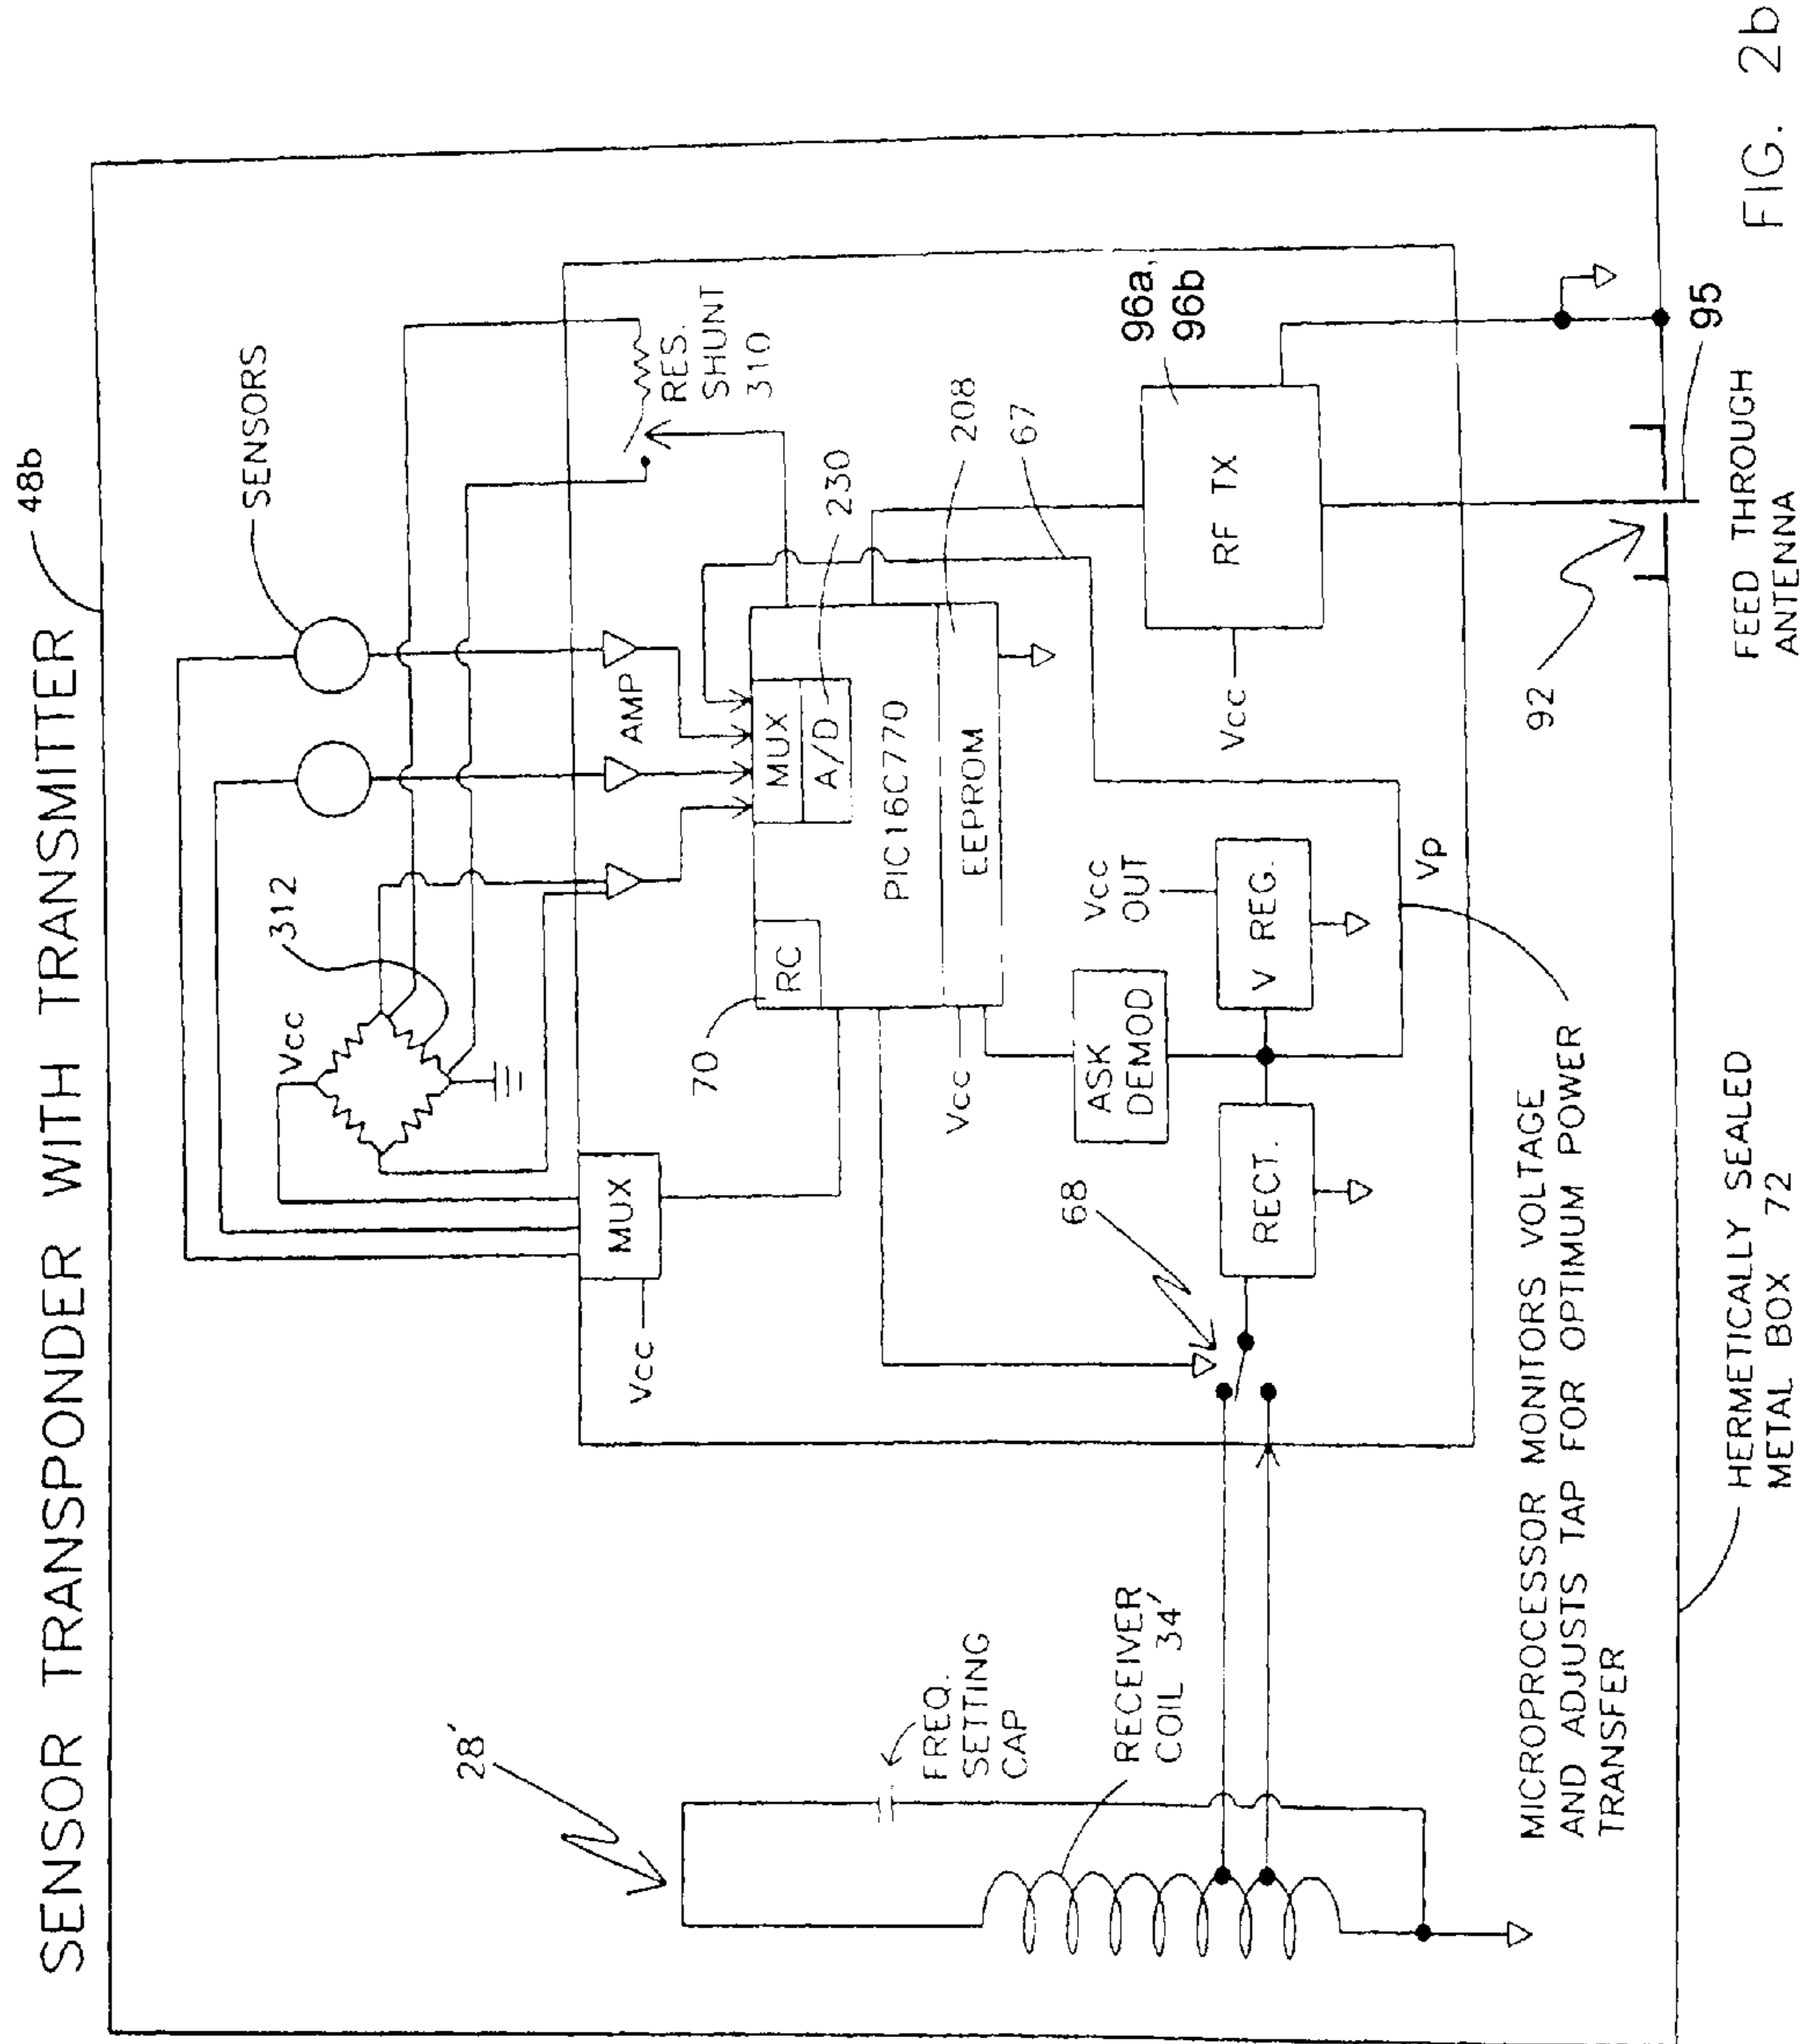 SENSOR TRANSPONDER WITH TRANSMITTER
48b
SENSORS
312
Vcc
MUX
Vcc
AMP
RES.
SHUNT
310
70
RC
MUX
A/D
230
PIC16C770
EEPROM
208
67
Vcc
ASK
DEMOD
Vcc
OUT
V REG.
RECT.
68
Vp
Vcc
RF TX
96a,
96b
28'
FREQ.
SETTING
CAP
RECEIVER
COIL 34'
MICROPROCESSOR MONITORS VOLTAGE
AND ADJUSTS TAP FOR OPTIMUM POWER
TRANSFER
HERMETICALLY SEALED
METAL BOX 72
92
FEED THROUGH
ANTENNA
95
FIG. 2b